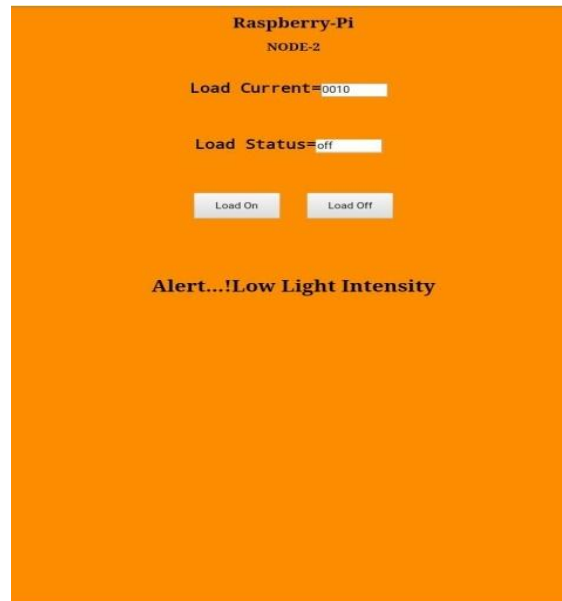 Raspberry-Pi
NODE-2
Load Current=0010
Load Status=off
Load On Load Off
Alert...!Low Light Intensity